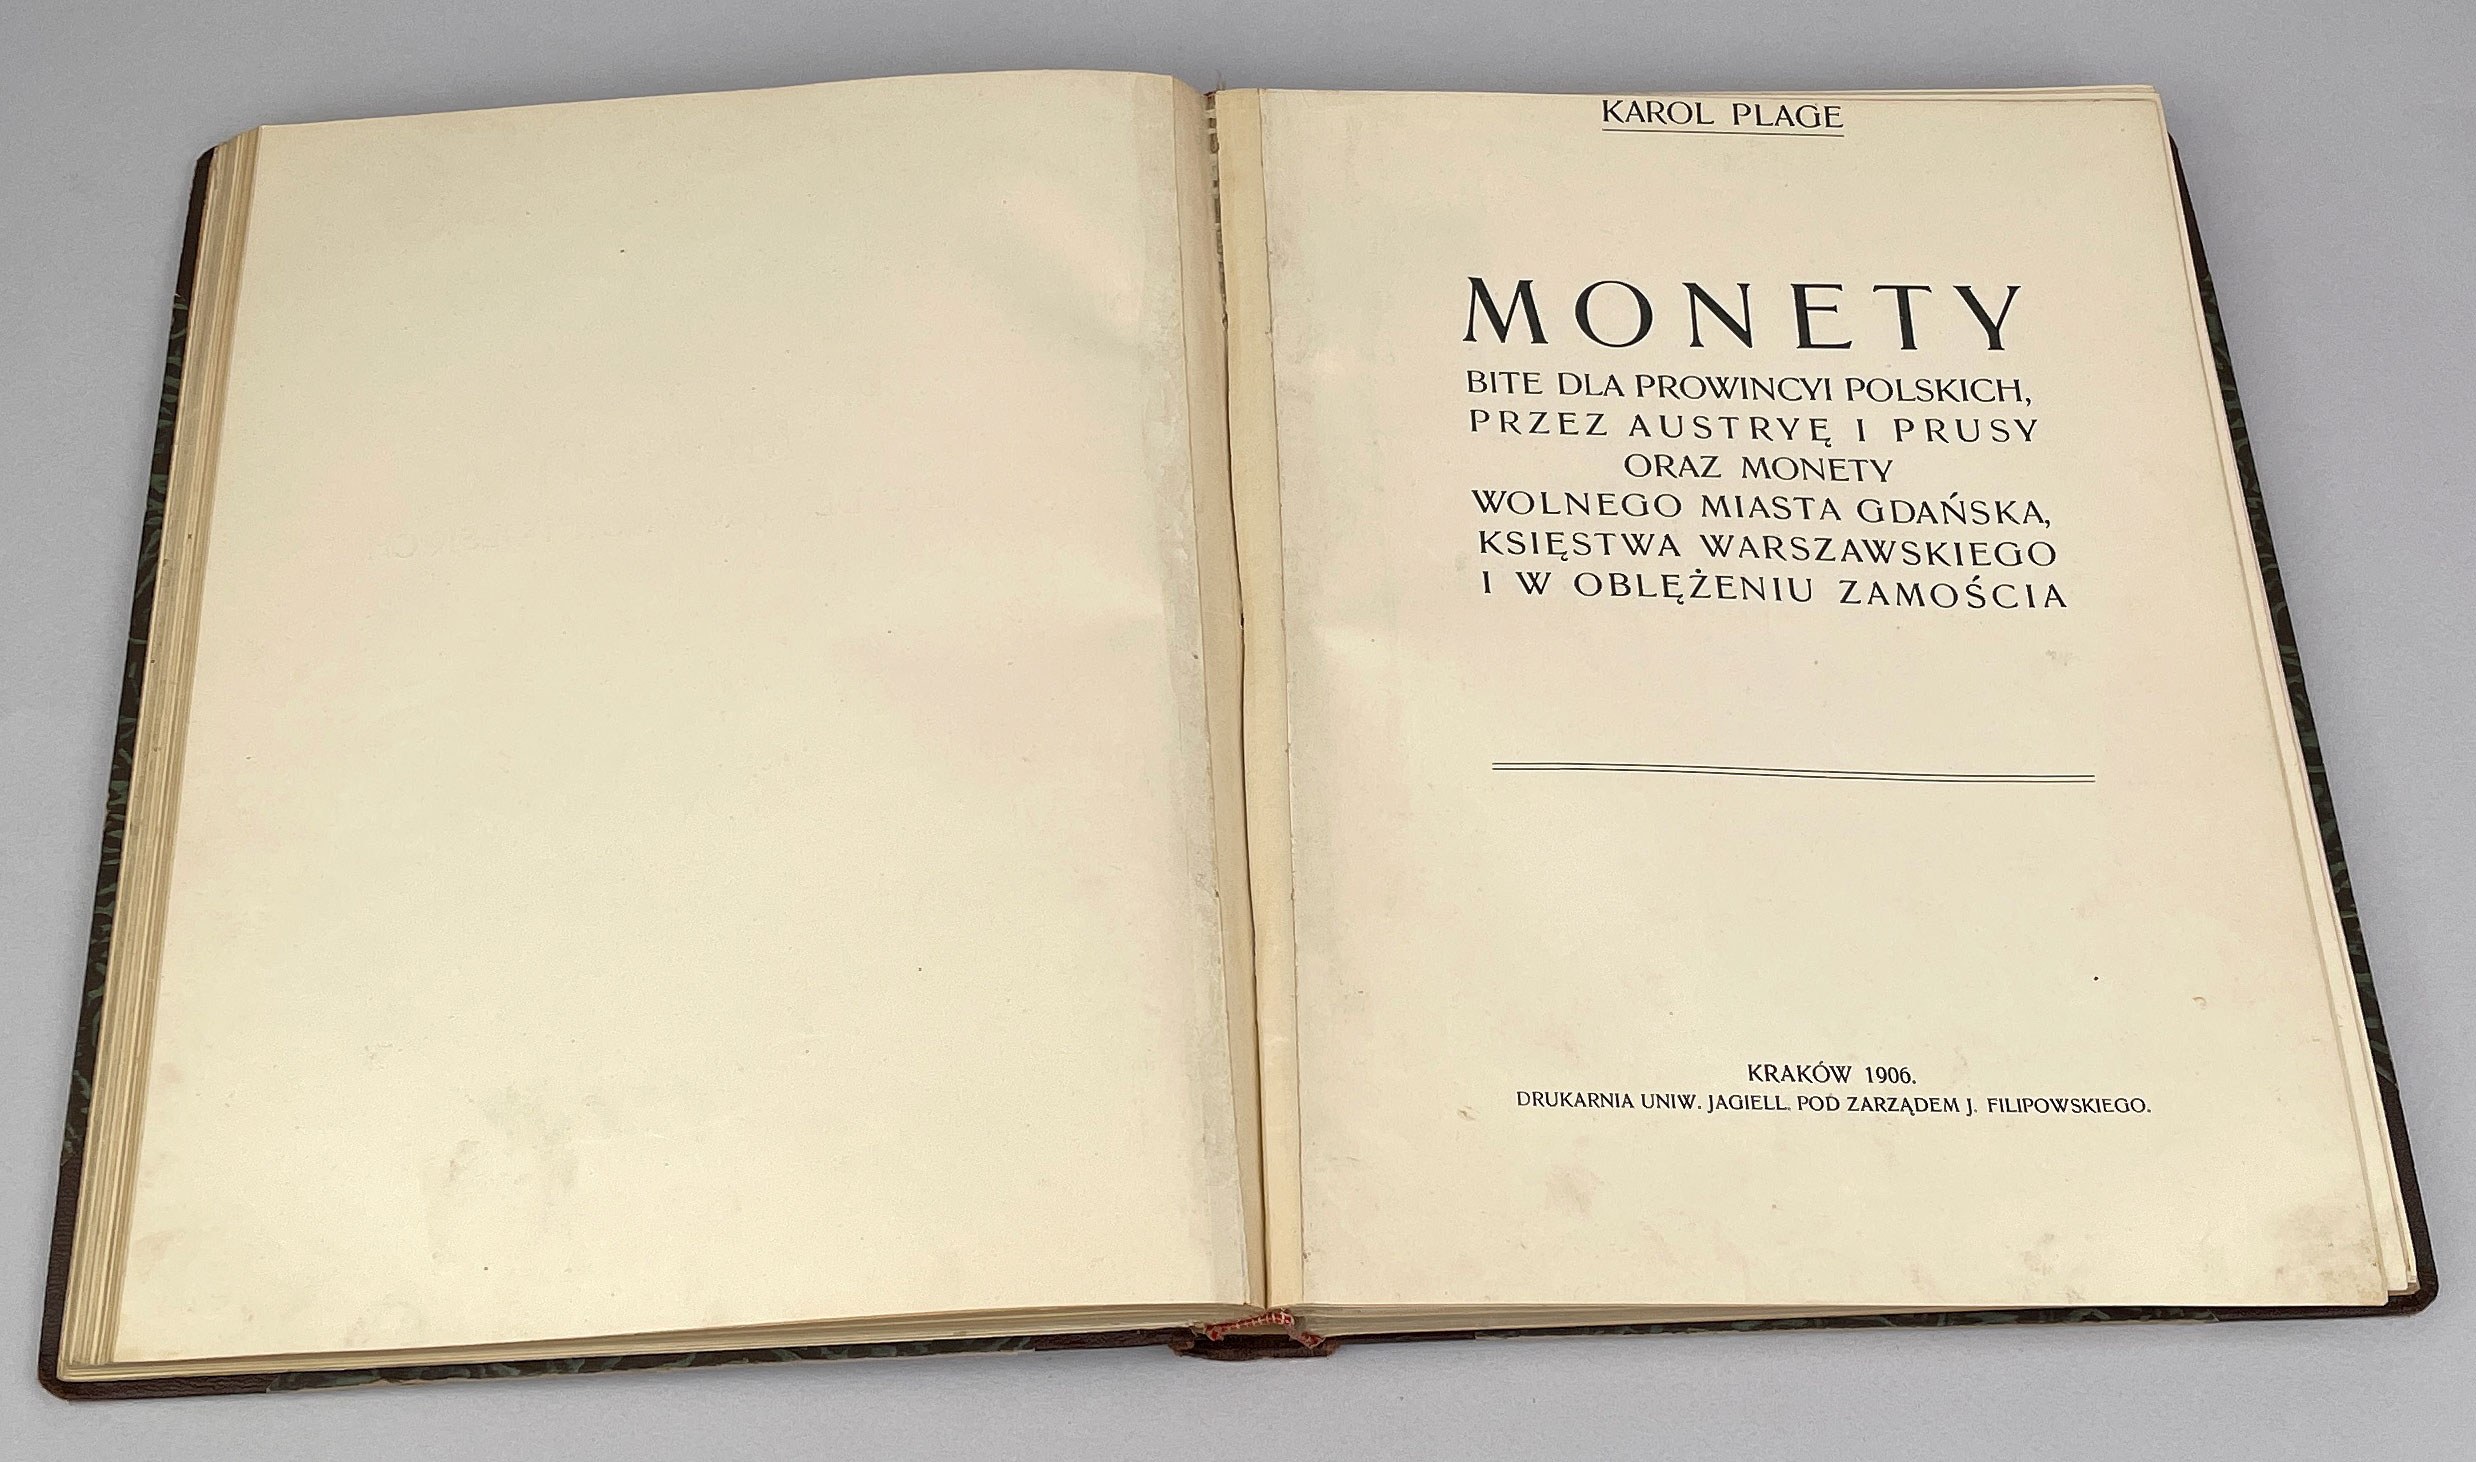 KAROL PLAGE
MONETY
BITE DLA PROWINCYI POLSKICH,
PRZEZ AUSTRYĘ I PRUSY
ORAZ MONETY
WOLNEGO MIASTA GDAŃSKA,
KSIĘSTWA WARSZAWSKIEGO
I W OBLĘŻENIU ZAMOŚCIA
KRAKÓW 1906.
DRUKARNIA UNIW. JAGIELL. POD ZARZĄDEM J. FILIPOWSKIEGO.